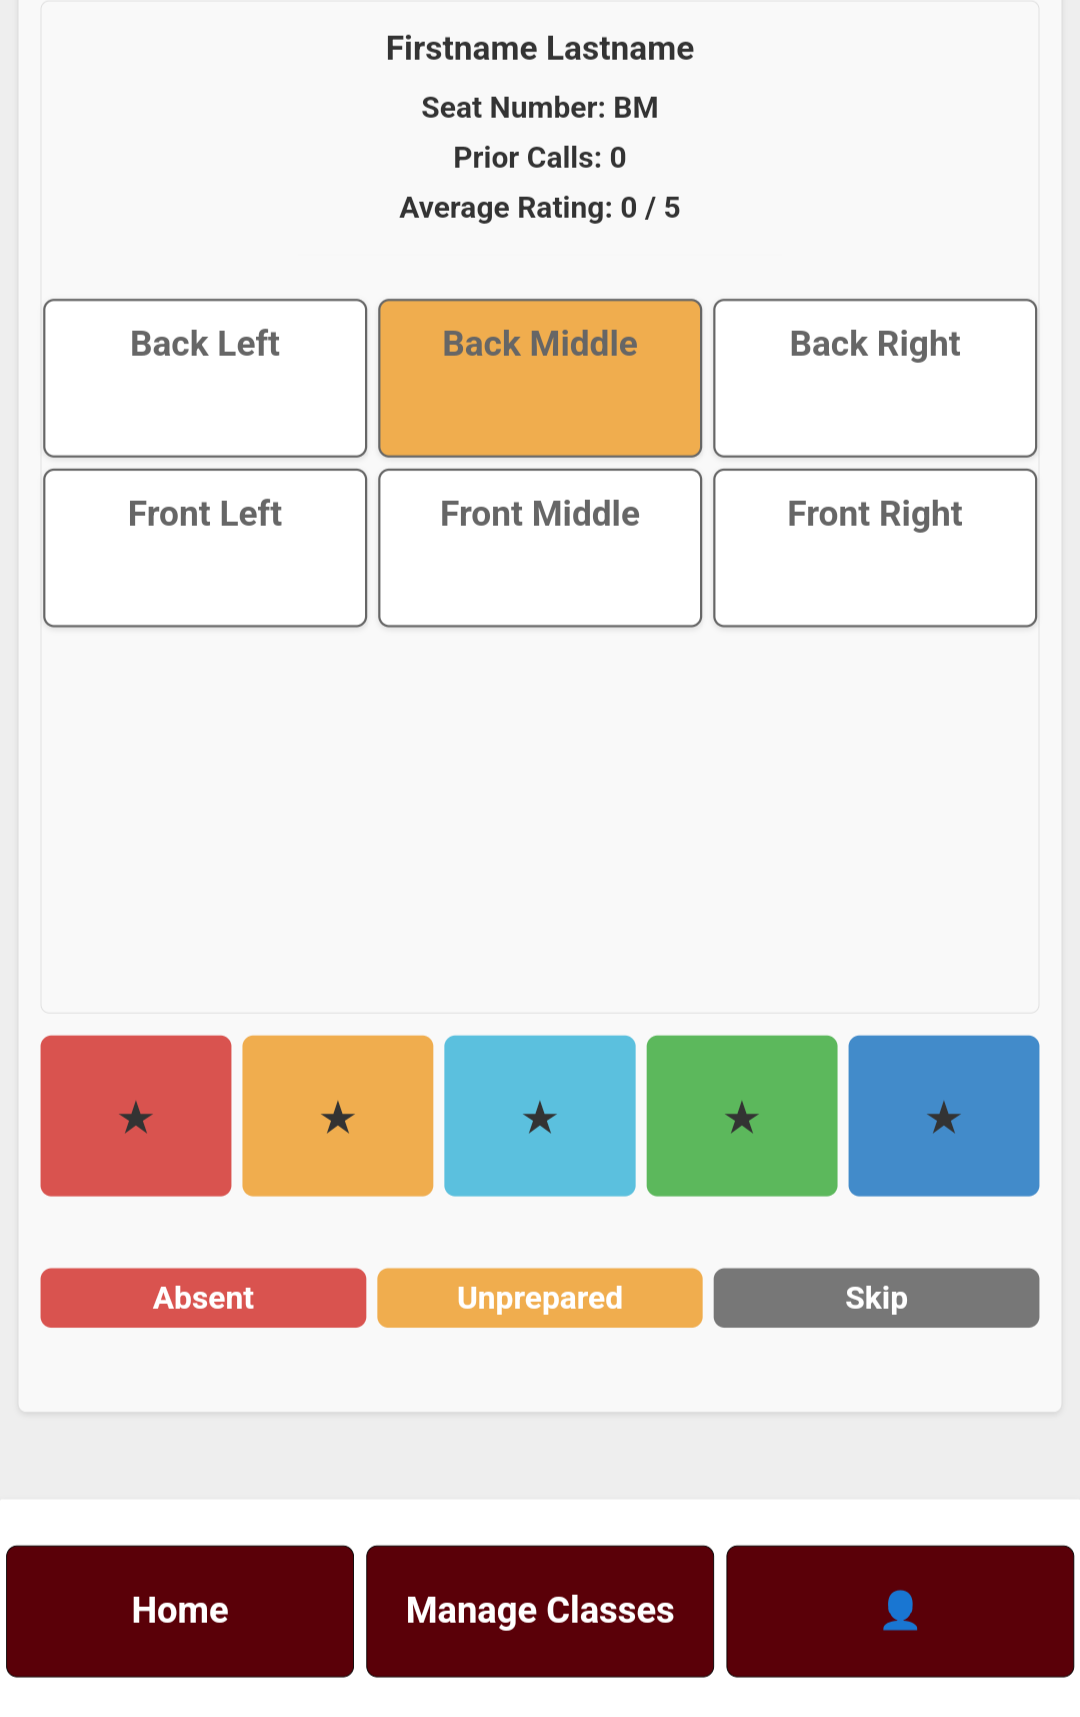 Firstname Lastname
Seat Number: BM
Prior Calls: 0
Average Rating: 0 / 5
Back Left
Back Middle
Back Right
Front Left
Front Middle
Front Right
★ ★ ★ ★ ★
Absent
Unprepared
Skip
Home
Manage Classes
👤